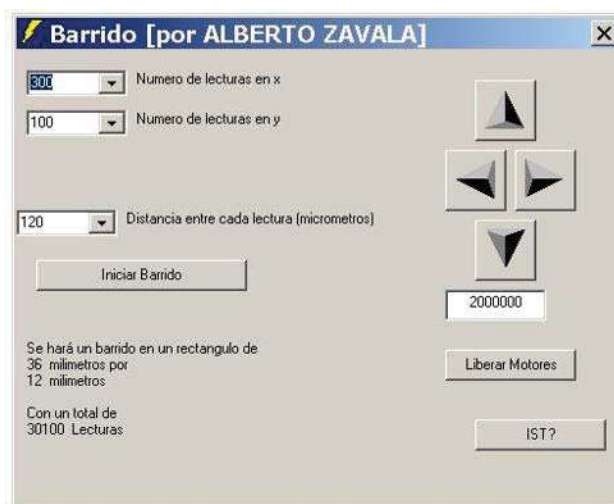 Barrido [por ALBERTO ZAVALA]
300 Numero de lecturas en x
100 Numero de lecturas en y
120 Distancia entre cada lectura (micrometros)
Iniciar Barrido
2000000
Se hará un barrido en un rectangulo de
36 milimetros por
12 milimetros
Liberar Motores
Con un total de
30100 Lecturas
IST?